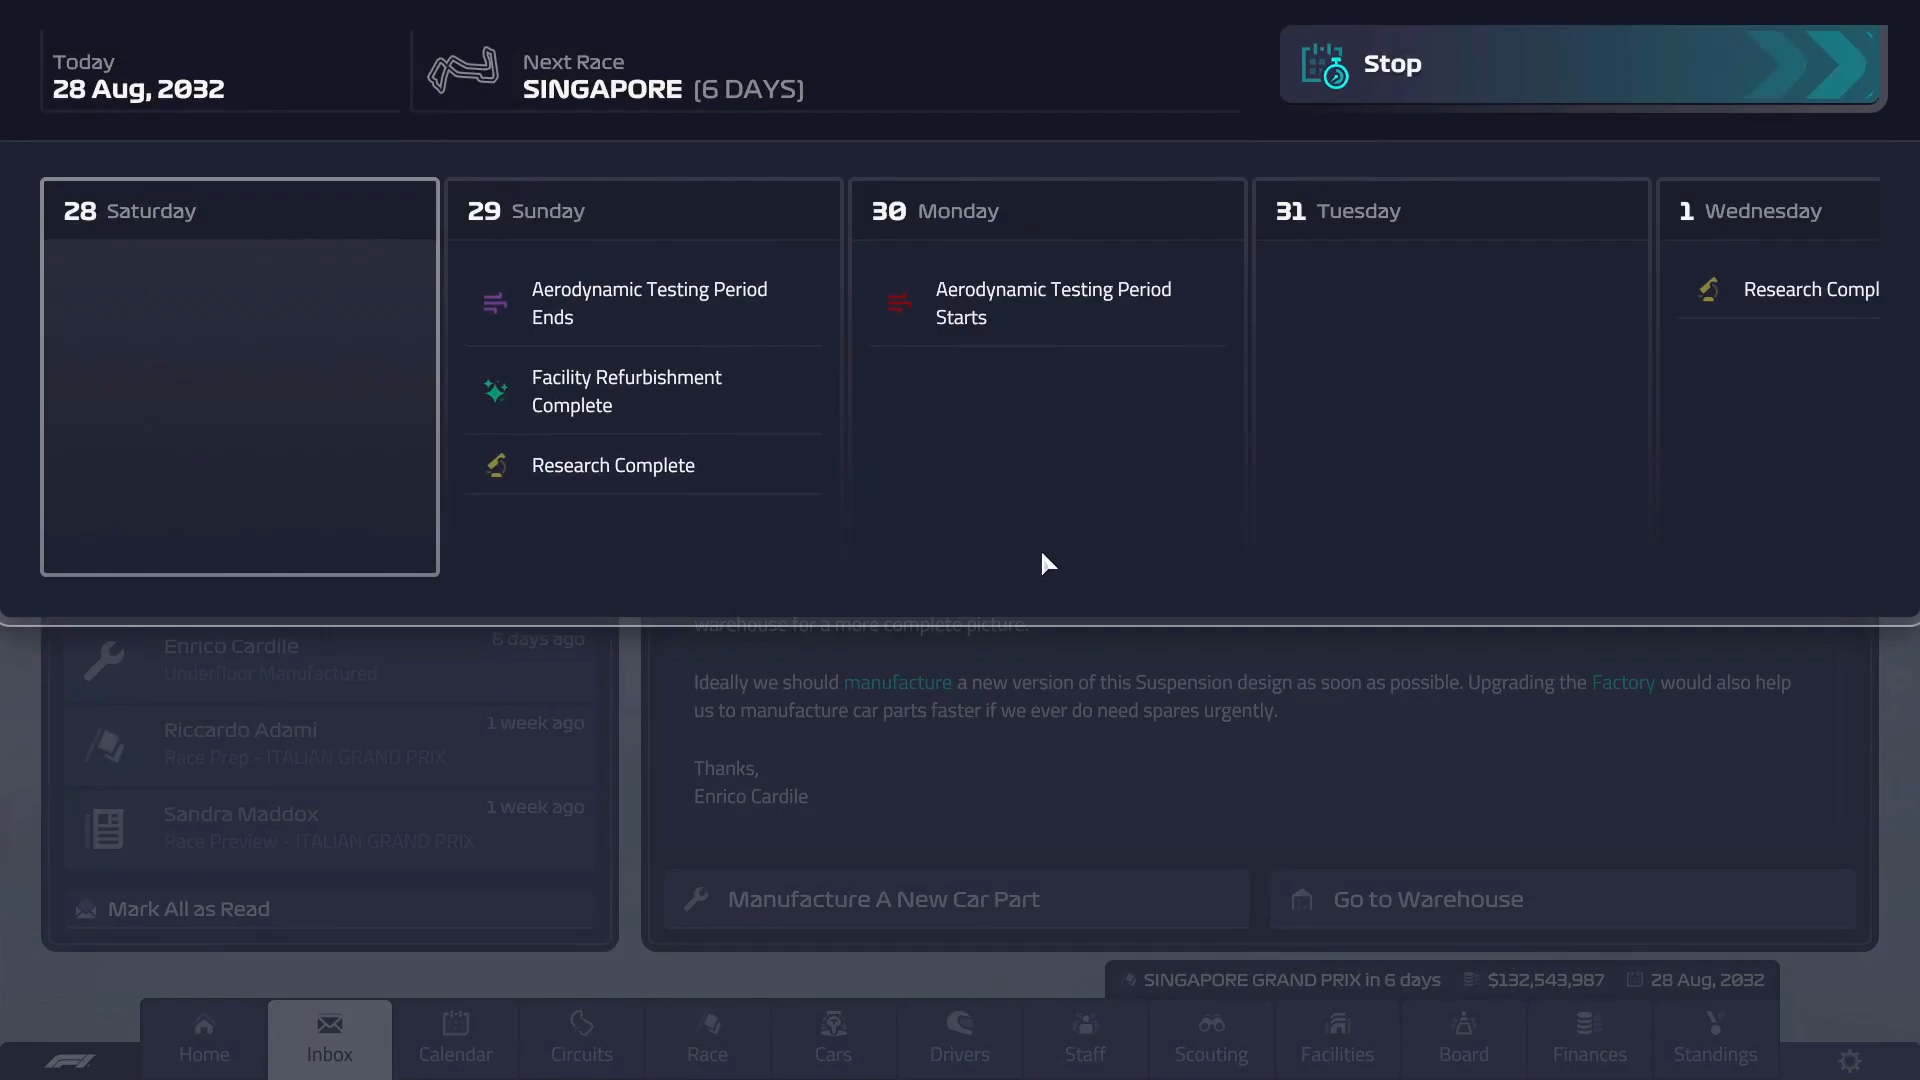 Today
28 Aug, 2032
Next Race
SINGAPORE (6 DAYS)
Stop
28 Saturday
29 Sunday
Aerodynamic Testing Period
Ends
Facility Refurbishment
Complete
Research Complete
30 Monday
Aerodynamic Testing Period
Starts
31 Tuesday
1 Wednesday
Research Compl
Enrico Cardile
6 days ago
Underfloor Manufactured
Riccardo Adami
1 week ago
Race Prep - ITALIAN GRAND PRIX
Sandra Maddox
1 week ago
Race Preview - ITALIAN GRAND PRIX
Mark All as Read
warehouse for a more complete picture.
Ideally we should manufacture a new version of this Suspension design as soon as possible. Upgrading the Factory would also help
us to manufacture car parts faster if we ever do need spares urgently.
Thanks,
Enrico Cardile
Manufacture A New Car Part
Go to Warehouse
SINGAPORE GRAND PRIX in 6 days
$132,543,987
28 Aug, 2032
Home
Inbox
Calendar
Circuits
Race
Cars
Drivers
Staff
Scouting
Facilities
Board
Finances
Standings